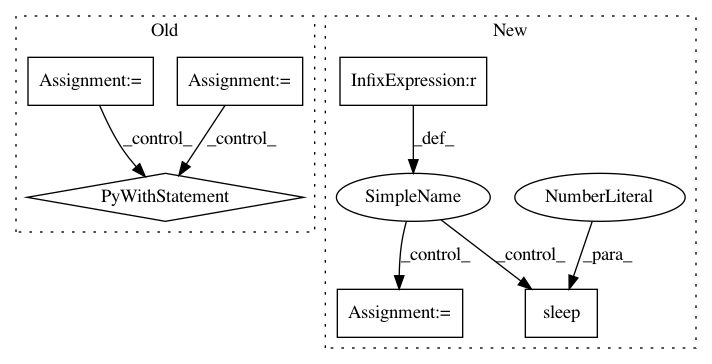 Old
New
Assignment:=
Assignment:=
InfixExpression:r
_control_
_control_
_def_
PyWithStatement
SimpleName
NumberLiteral
_control_
_control_
_para_
Assignment:=
sleep